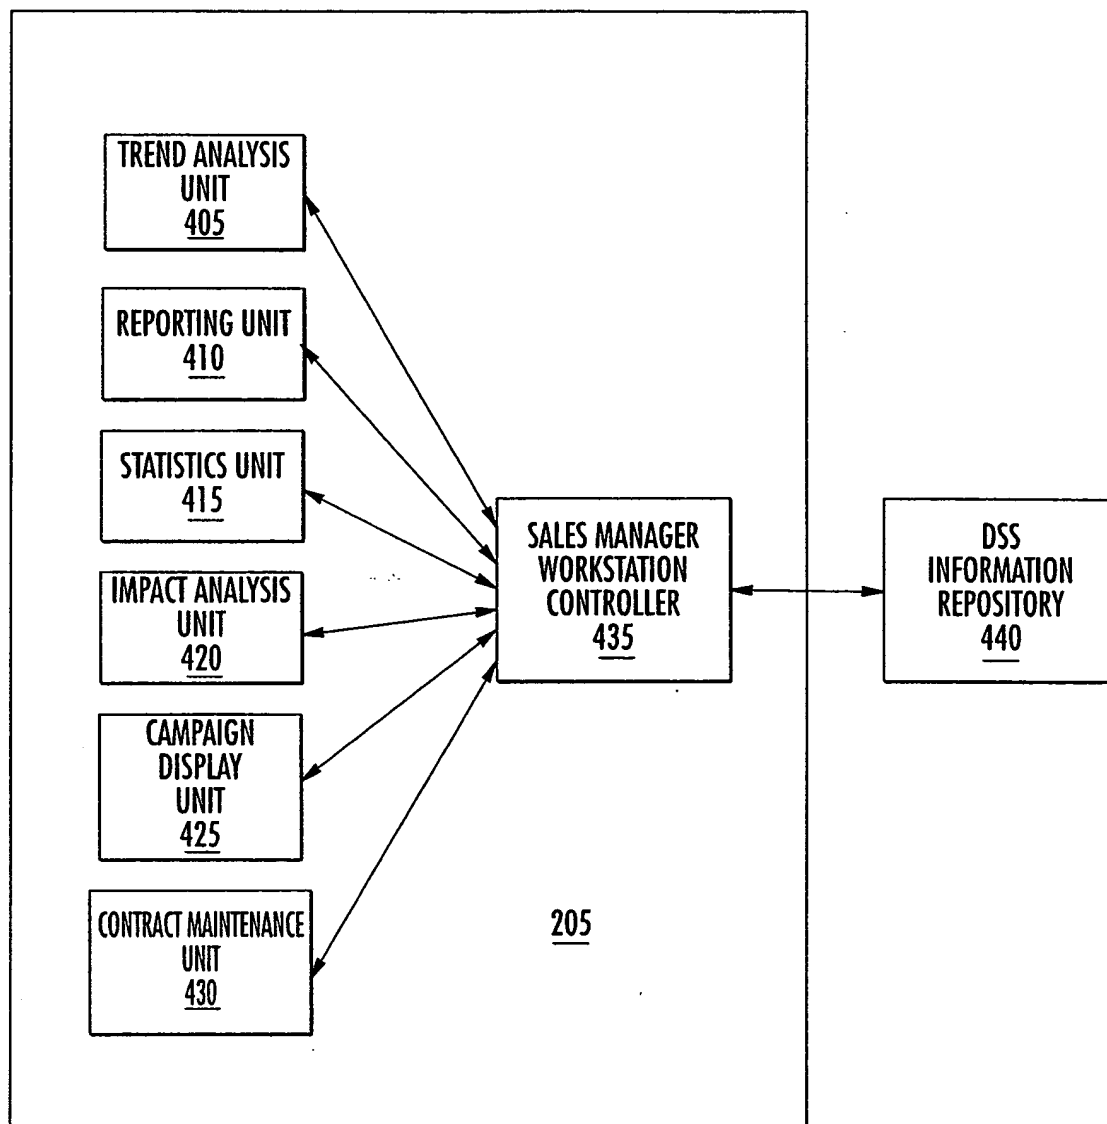 TREND ANALYSIS
UNIT
405
REPORTING UNIT
410
STATISTICS UNIT
415
IMPACT ANALYSIS
UNIT
420
CAMPAIGN
DISPLAY
UNIT
425
CONTRACT MAINTENANCE
UNIT
430
SALES MANAGER
WORKSTATION
CONTROLLER
435
DSS
INFORMATION
REPOSITORY
440
205